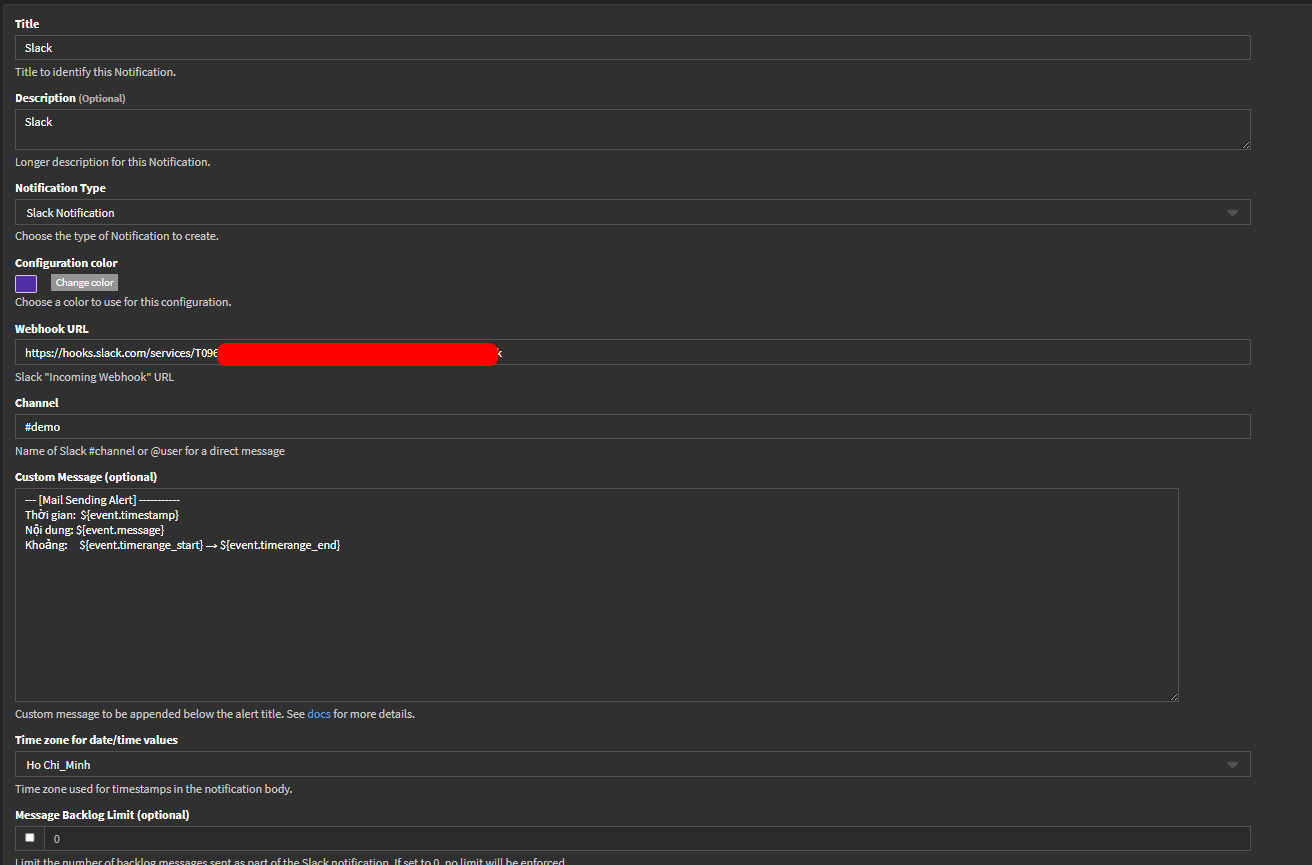 Title
Slack
Title to identify this Notification.
Description (Optional)
Slack
Longer description for this Notification.
Notification Type
Slack Notification
Choose the type of Notification to create.
Configuration color
Change color
Choose a color to use for this configuration.
Webhook URL
https://hooks.slack.com/services/T096
Slack "Incoming Webhook" URL
Channel
#demo
Name of Slack #channel or @user for a direct message
Custom Message (optional)
--- [Mail Sending Alert] -----------
Thời gian:  ${event.timestamp}
Nội dung: ${event.message}
Khoảng:    ${event.timerange_start} → ${event.timerange_end}
Custom message to be appended below the alert title. See docs for more details.
Time zone for date/time values
Ho Chi_Minh
Time zone used for timestamps in the notification body.
Message Backlog Limit (optional)
0
Limit the number of backlog messages sent as part of the Slack notification. If set to 0, no limit will be enforced.